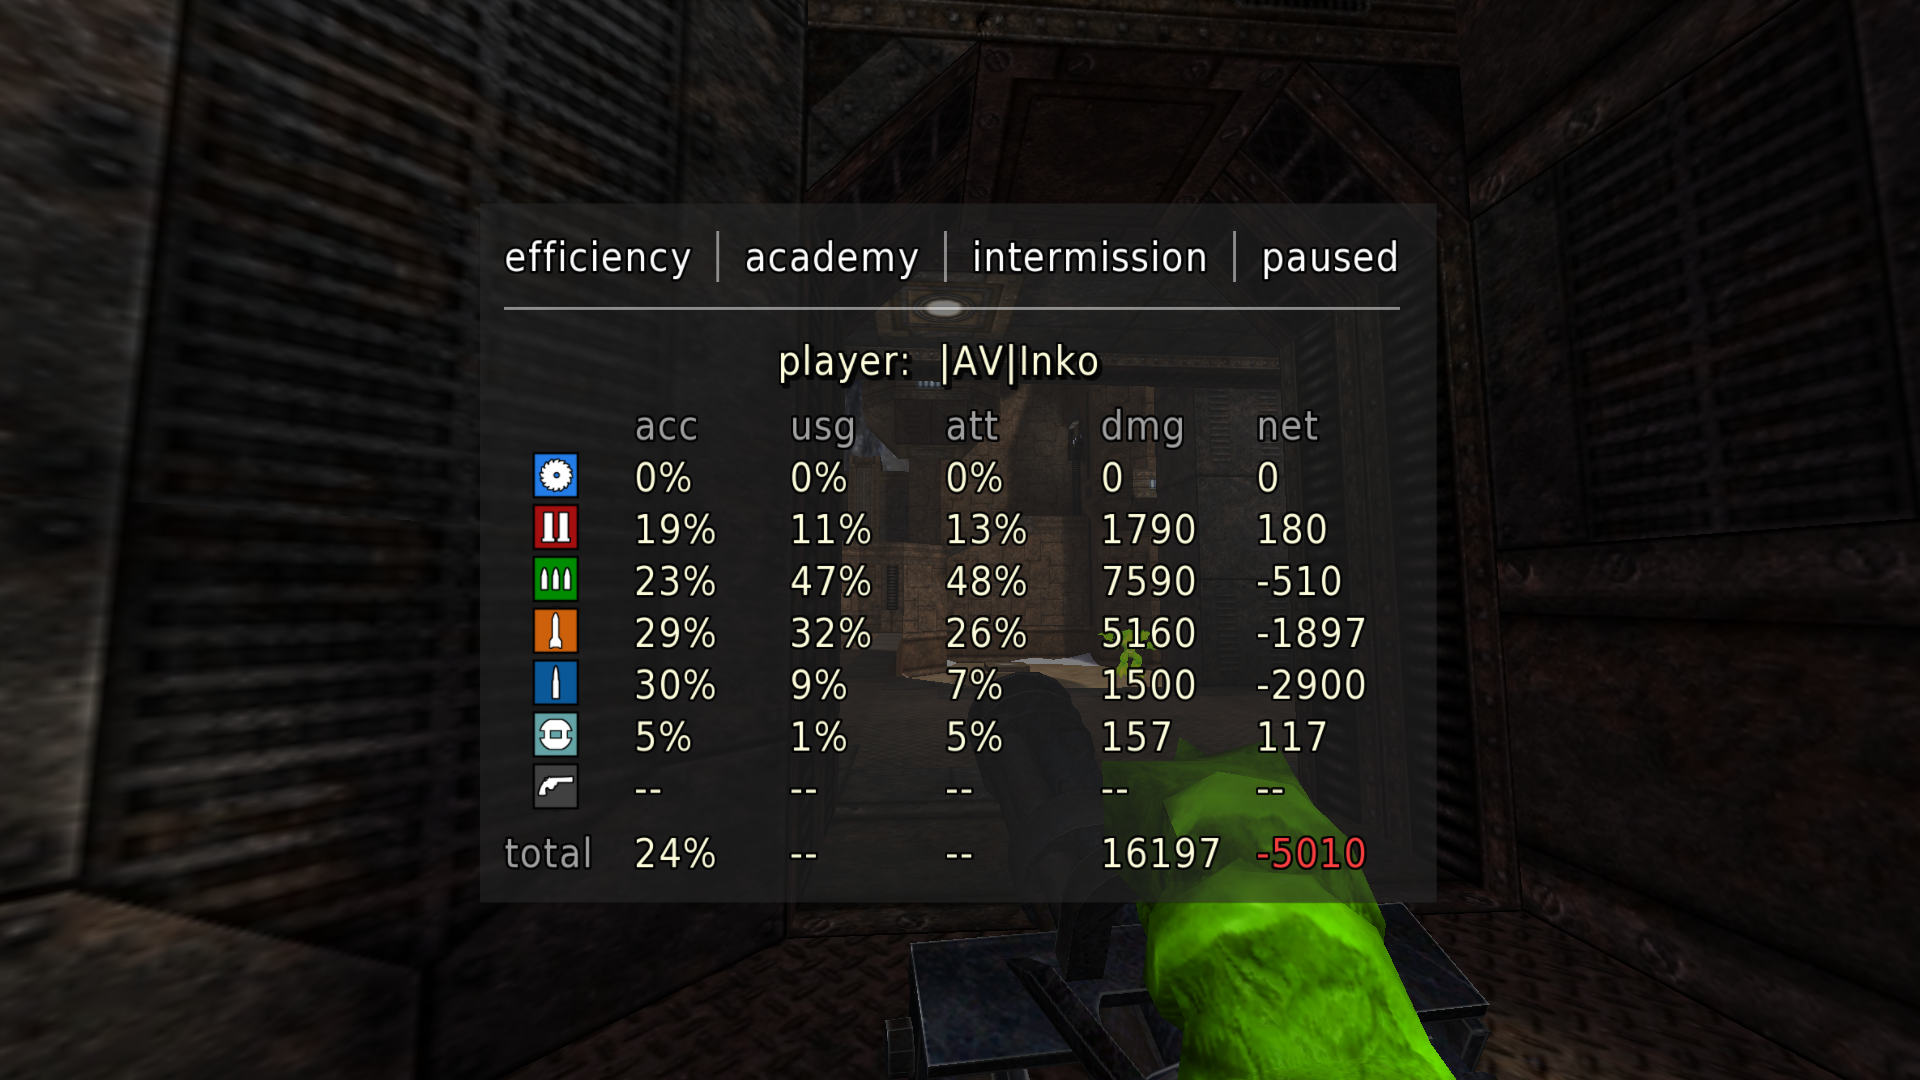 efficiency | academy | intermission | paused
player: |AV|Inko
acc usg att dmg net
0% 0% 0% 0 0
19% 11% 13% 1790 180
23% 47% 48% 7590 -510
29% 32% 26% 5160 -1897
30% 9% 7% 1500 -2900
5% 1% 5% 157 117
-- -- -- -- --
total 24% -- -- 16197 -5010